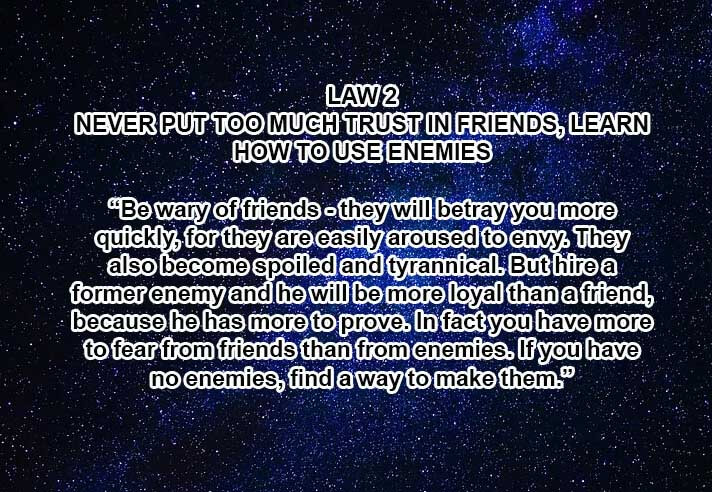 LAW 2
NEVER PUT TOO MUCH TRUST IN FRIENDS, LEARN
HOW TO USE ENEMIES
“Be wary of friends - they will betray you more
quickly, for they are easily aroused to envy. They
also become spoiled and tyrannical. But hire a
former enemy and he will be more loyal than a friend,
because he has more to prove. In fact you have more
to fear from friends than from enemies. If you have
no enemies, find a way to make them.”